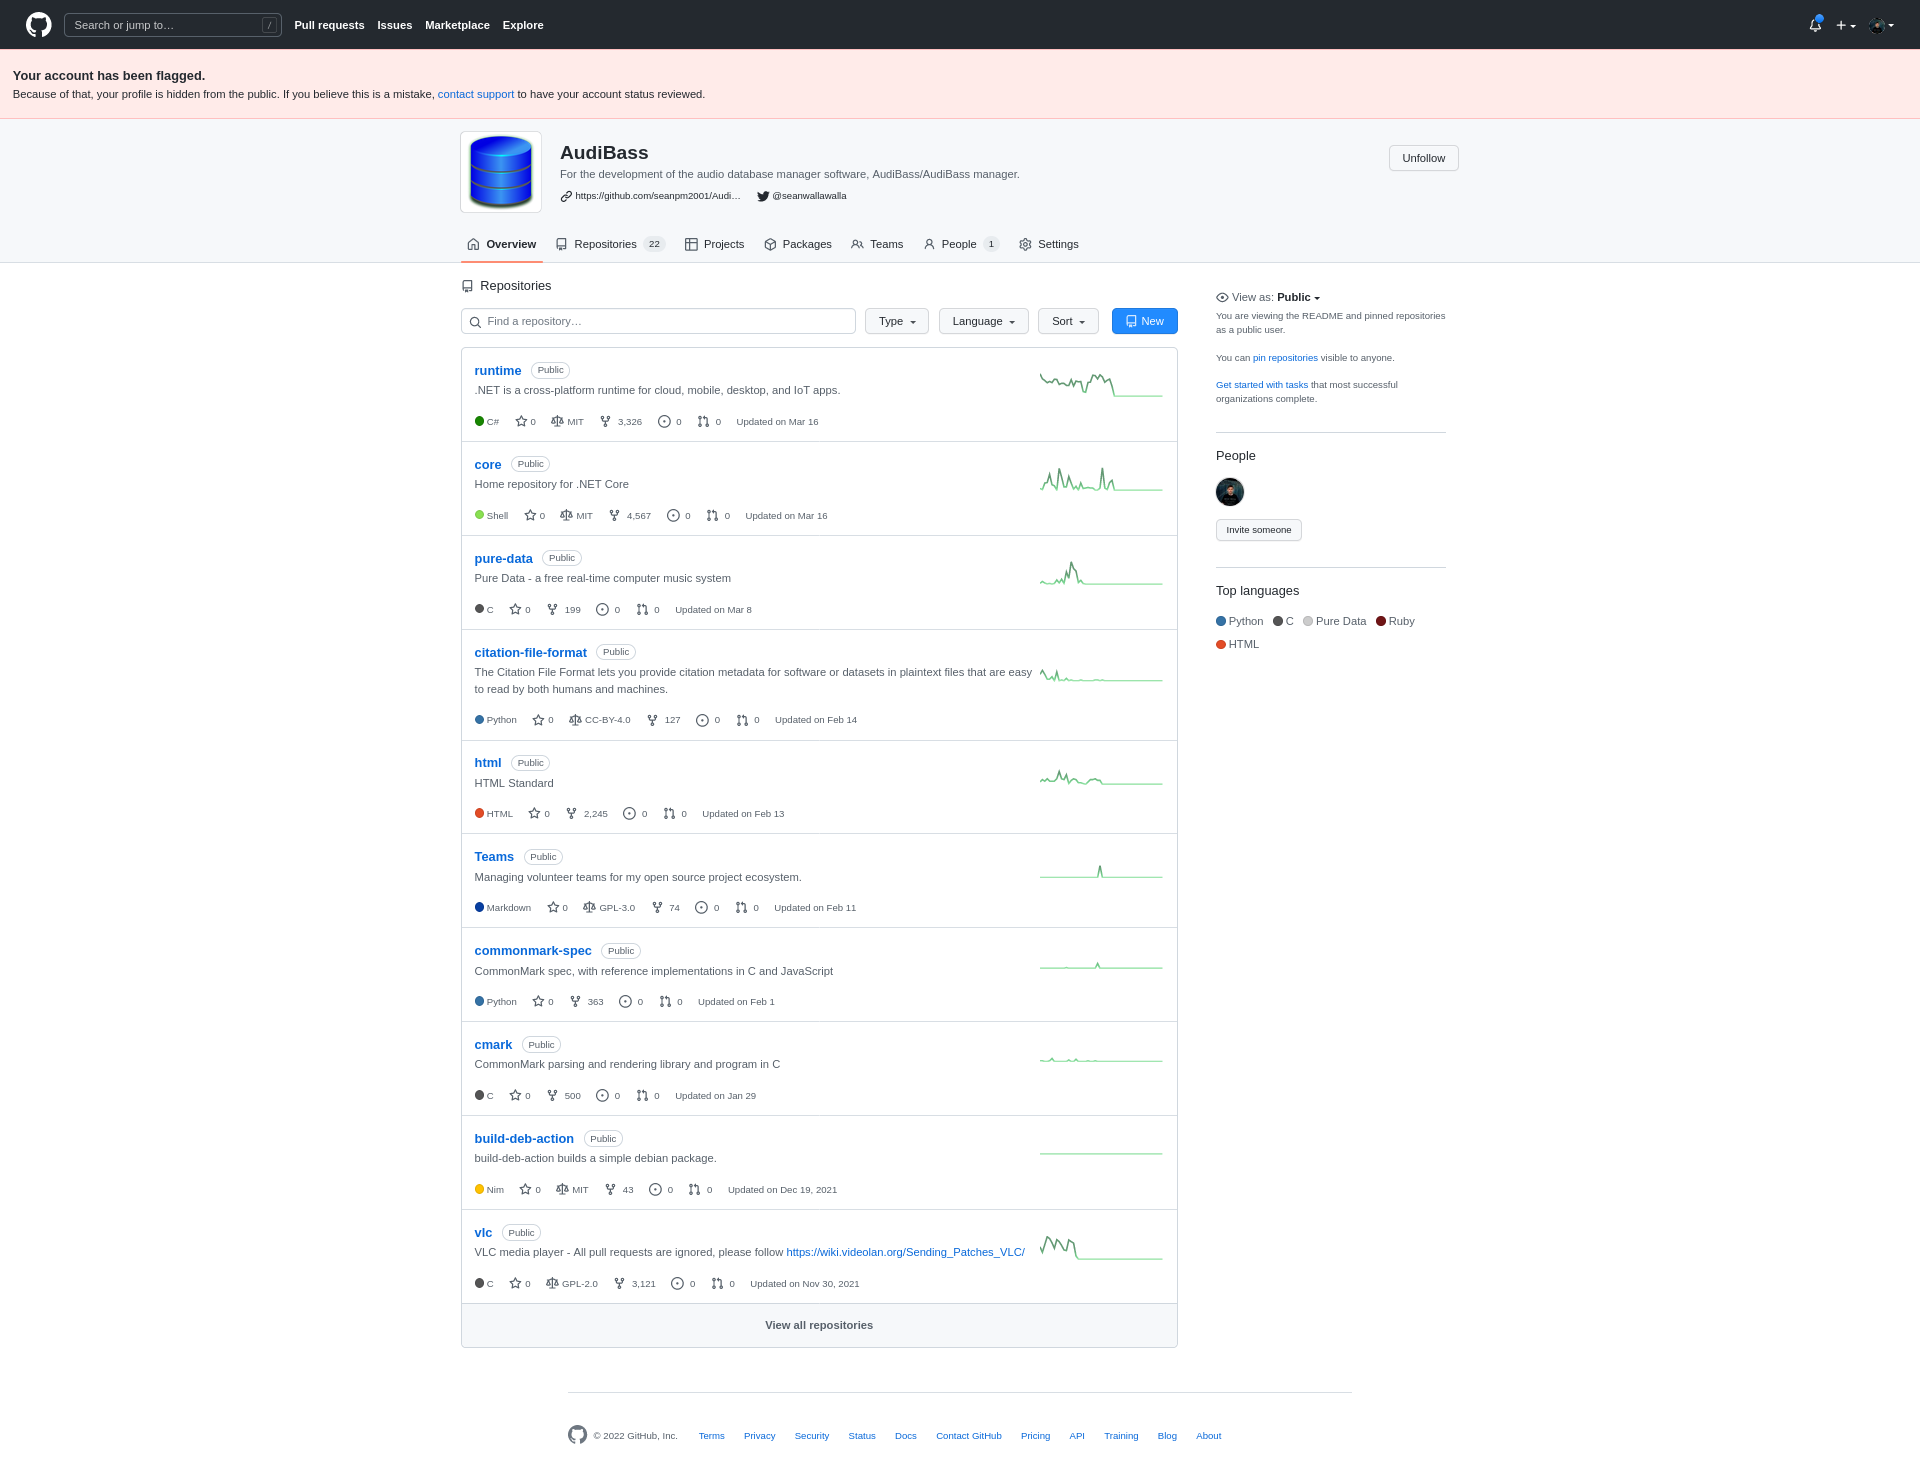 Search or jump to… /
Pull requests Issues Marketplace Explore
Your account has been flagged.
Because of that, your profile is hidden from the public. If you believe this is a mistake, contact support to have your account status reviewed.
AudiBass
For the development of the audio database manager software, AudiBass/AudiBass manager.
https://github.com/seanpm2001/Audi… @seanwallawalla
Unfollow
Overview Repositories 22 Projects Packages Teams People 1 Settings
Repositories
Find a repository… Type Language Sort New
runtime Public
.NET is a cross-platform runtime for cloud, mobile, desktop, and IoT apps.
C# 0 MIT 3,326 0 0 Updated on Mar 16
core Public
Home repository for .NET Core
Shell 0 MIT 4,567 0 0 Updated on Mar 16
pure-data Public
Pure Data - a free real-time computer music system
C 0 199 0 0 Updated on Mar 8
citation-file-format Public
The Citation File Format lets you provide citation metadata for software or datasets in plaintext files that are easy
to read by both humans and machines.
Python 0 CC-BY-4.0 127 0 0 Updated on Feb 14
html Public
HTML Standard
HTML 0 2,245 0 0 Updated on Feb 13
Teams Public
Managing volunteer teams for my open source project ecosystem.
Markdown 0 GPL-3.0 74 0 0 Updated on Feb 11
commonmark-spec Public
CommonMark spec, with reference implementations in C and JavaScript
Python 0 363 0 0 Updated on Feb 1
cmark Public
CommonMark parsing and rendering library and program in C
C 0 500 0 0 Updated on Jan 29
build-deb-action Public
build-deb-action builds a simple debian package.
Nim 0 MIT 43 0 0 Updated on Dec 19, 2021
vlc Public
VLC media player - All pull requests are ignored, please follow https://wiki.videolan.org/Sending_Patches_VLC/
C 0 GPL-2.0 3,121 0 0 Updated on Nov 30, 2021
View all repositories
View as: Public
You are viewing the README and pinned repositories
as a public user.
You can pin repositories visible to anyone.
Get started with tasks that most successful
organizations complete.
People
Invite someone
Top languages
Python C Pure Data Ruby
HTML
© 2022 GitHub, Inc. Terms Privacy Security Status Docs Contact GitHub Pricing API Training Blog About